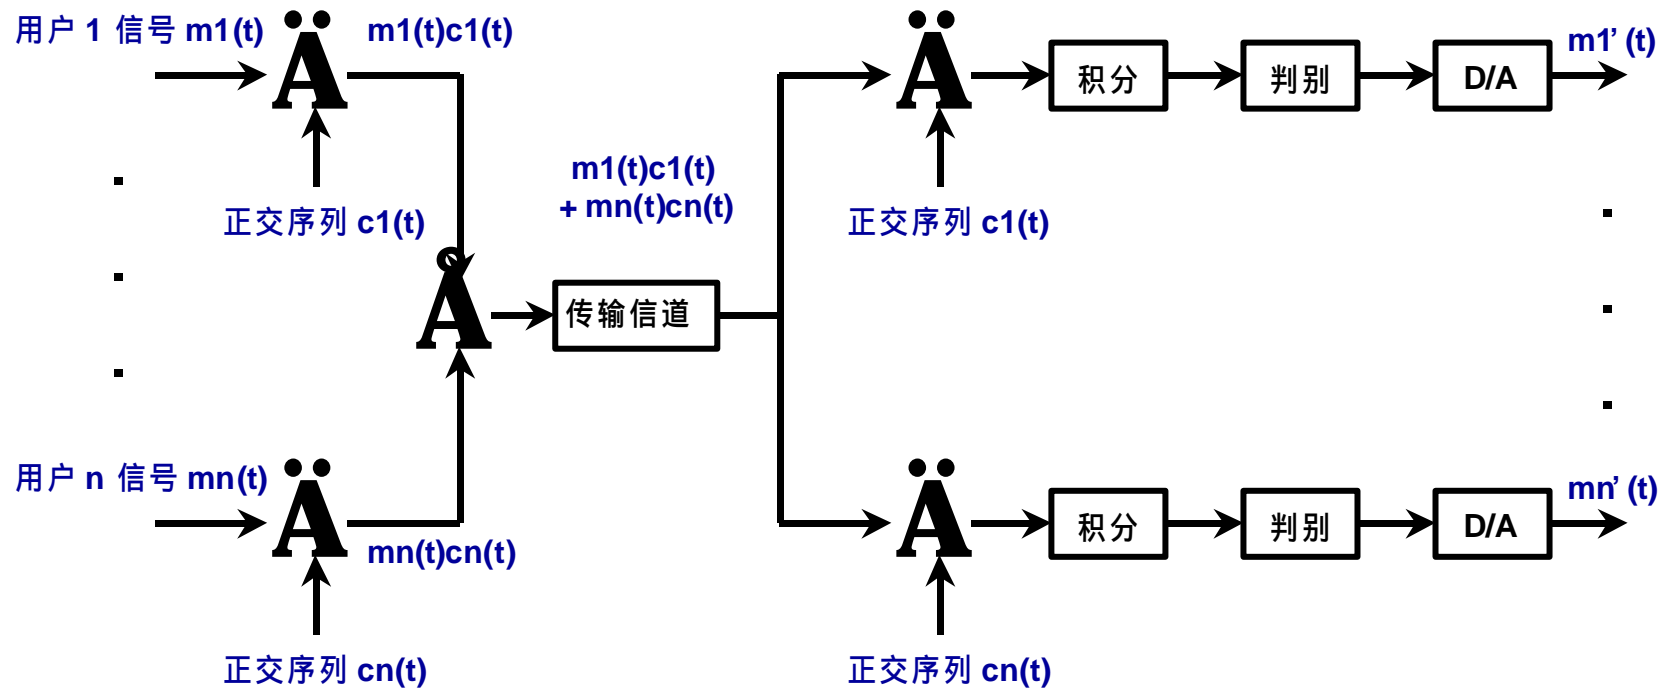 用户 1 信号 m1(t)
Ä
m1(t)c1(t)
正交序列 c1(t)
用户 n 信号 mn(t)
Ä
mn(t)cn(t)
正交序列 cn(t)
Å
m1(t)c1(t)
+ mn(t)cn(t)
传输信道
Ä
正交序列 c1(t)
积分
判别
D/A
m1’ (t)
Ä
正交序列 cn(t)
积分
判别
D/A
mn’ (t)